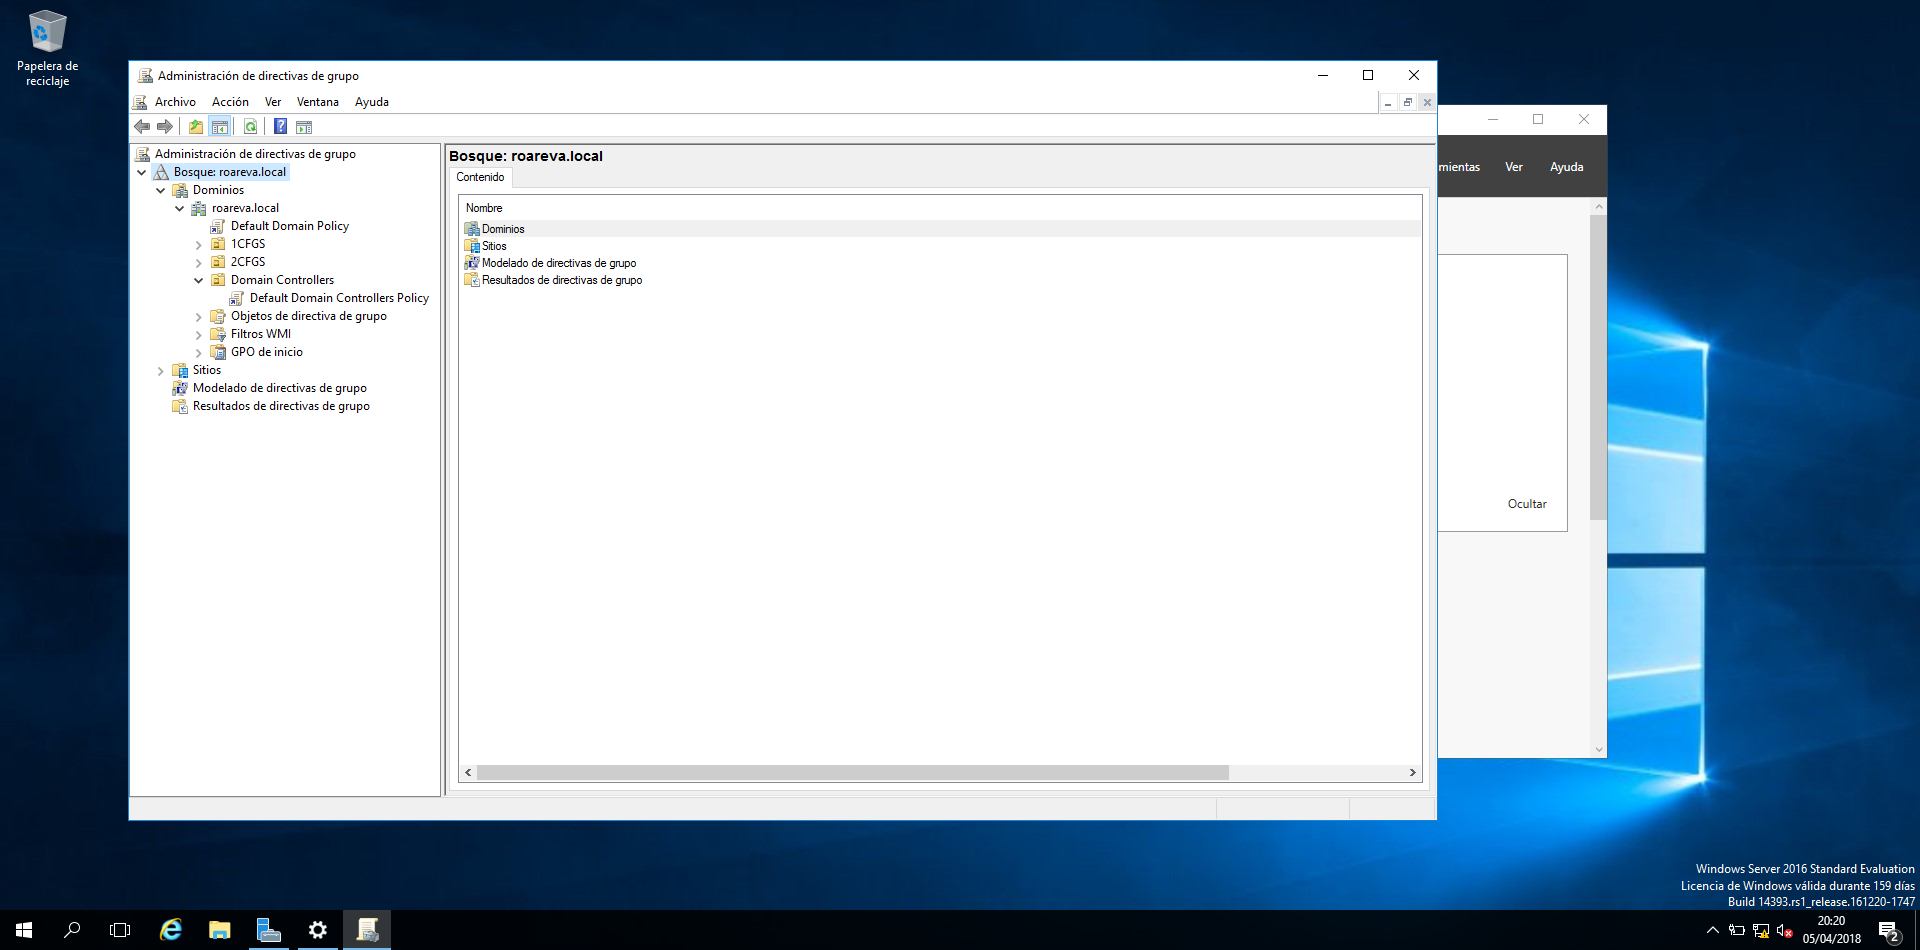 Papelera de
reciclaje
Administración de directivas de grupo
Archivo Acción Ver Ventana Ayuda
Administración de directivas de grupo
Bosque: roareva.local
Dominios
roareva.local
Default Domain Policy
1CFGS
2CFGS
Domain Controllers
Default Domain Controllers Policy
Objetos de directiva de grupo
Filtros WMI
GPO de inicio
Sitios
Modelado de directivas de grupo
Resultados de directivas de grupo
Bosque: roareva.local
Contenido
Nombre
Dominios
Sitios
Modelado de directivas de grupo
Resultados de directivas de grupo
mientas Ver Ayuda
Ocultar
Windows Server 2016 Standard Evaluation
Licencia de Windows válida durante 159 días
Build 14393.rs1_release.161220-1747
20:20
05/04/2018
2